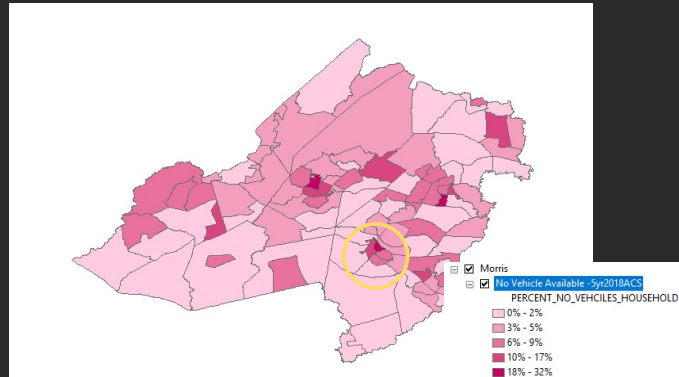 Morris
No Vehicle Available - 5yr2018ACS
PERCENT_NO_VEHCILES_HOUSEHOLD
0% - 2%
3% - 5%
6% - 9%
10% - 17%
18% - 32%